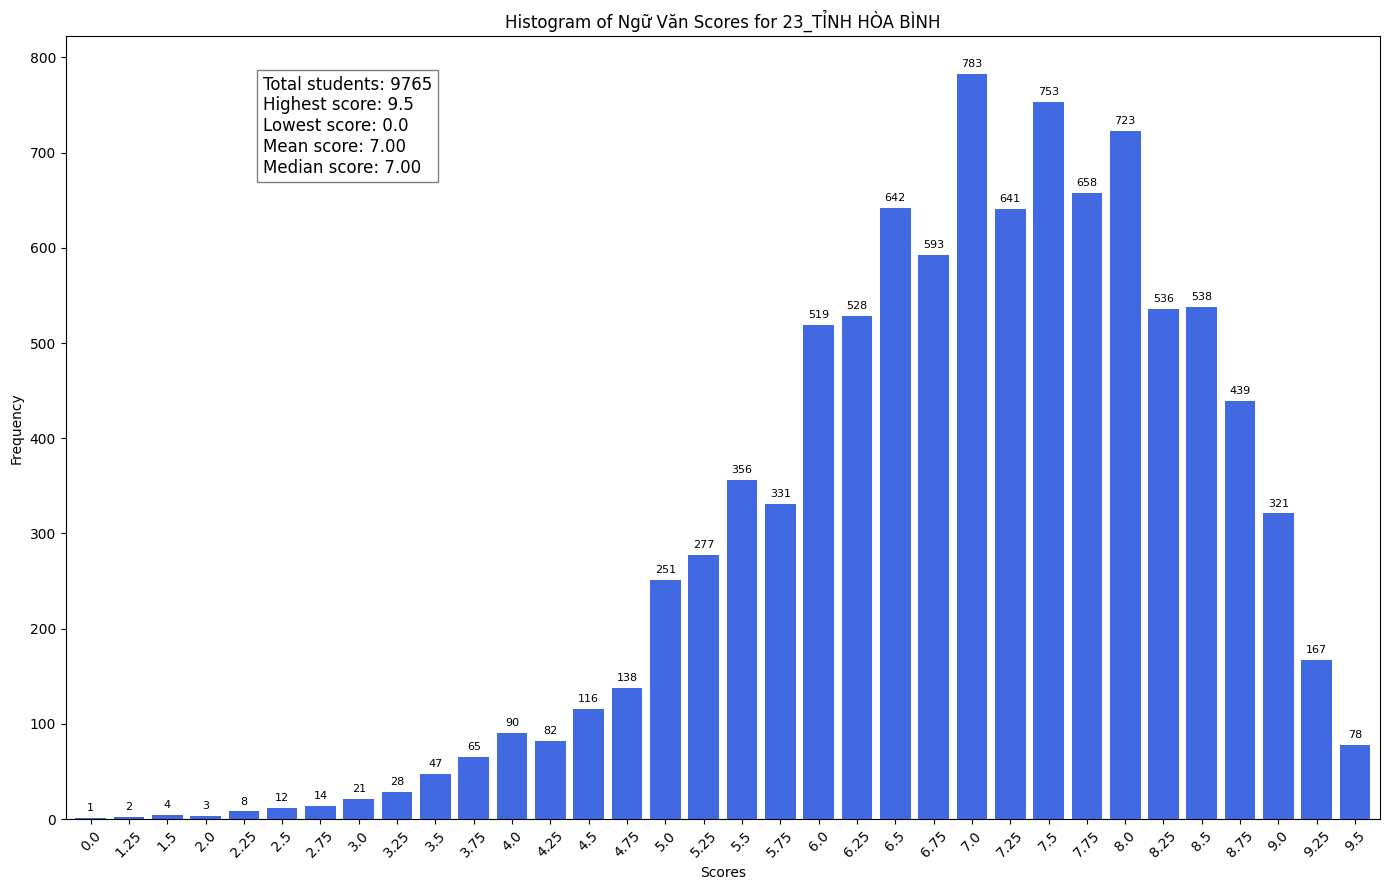 Histogram of Ngữ Văn Scores for 23_TỈNH HÒA BÌNH
Total students: 9765
Highest score: 9.5
Lowest score: 0.0
Mean score: 7.00
Median score: 7.00
Frequency
800
700
600
500
400
300
200
100
0
1 2 4 3 8 12 14 21 28 47 65 90 82 116 138 251 277 356 331 519 528 642 593 783 641 753 658 723 536 538 439 321 167 78
0.0 1.25 1.5 2.0 2.25 2.5 2.75 3.0 3.25 3.5 3.75 4.0 4.25 4.5 4.75 5.0 5.25 5.5 5.75 6.0 6.25 6.5 6.75 7.0 7.25 7.5 7.75 8.0 8.25 8.5 8.75 9.0 9.25 9.5
Scores